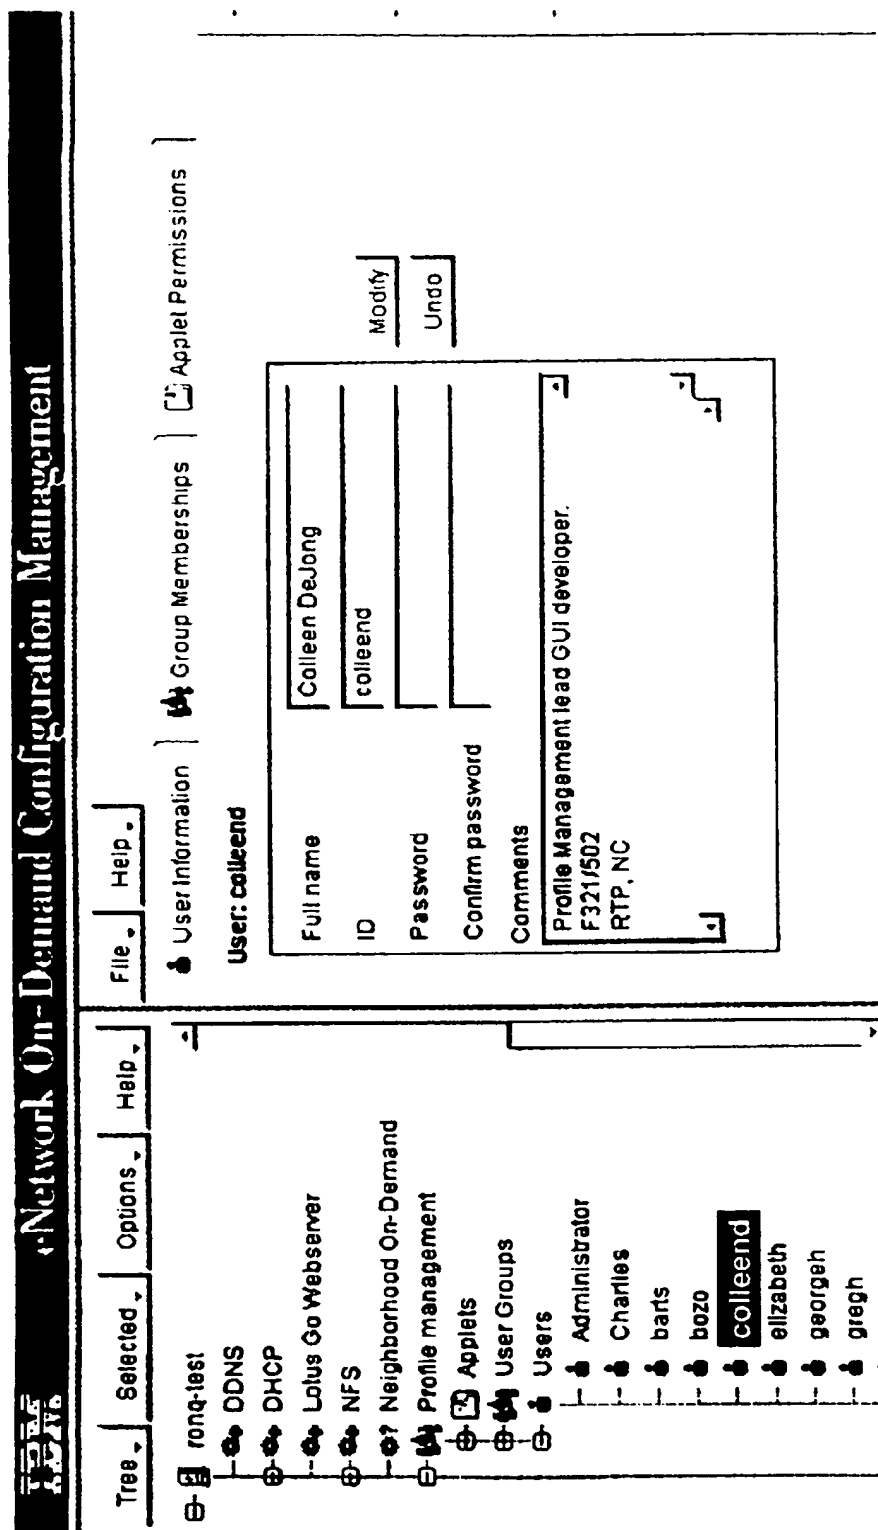 IBM
eNetwork On-Demand Configuration Management
Tree
Selected
Options
Help
ronq-test
DDNS
DHCP
Lotus Go Webserver
NFS
Neighborhood On-Demand
Profile management
Applets
User Groups
Users
Administrator
Charlies
barts
bozo
colleend
elizabeth
georgeh
gregh
File
Help
User Information
Group Memberships
Applet Permissions
User: colleend
Full name
Colleen DeJong
ID
colleend
Password
Confirm password
Comments
Profile Management lead GUI developer.
F321/502
RTP, NC
Modify
Undo